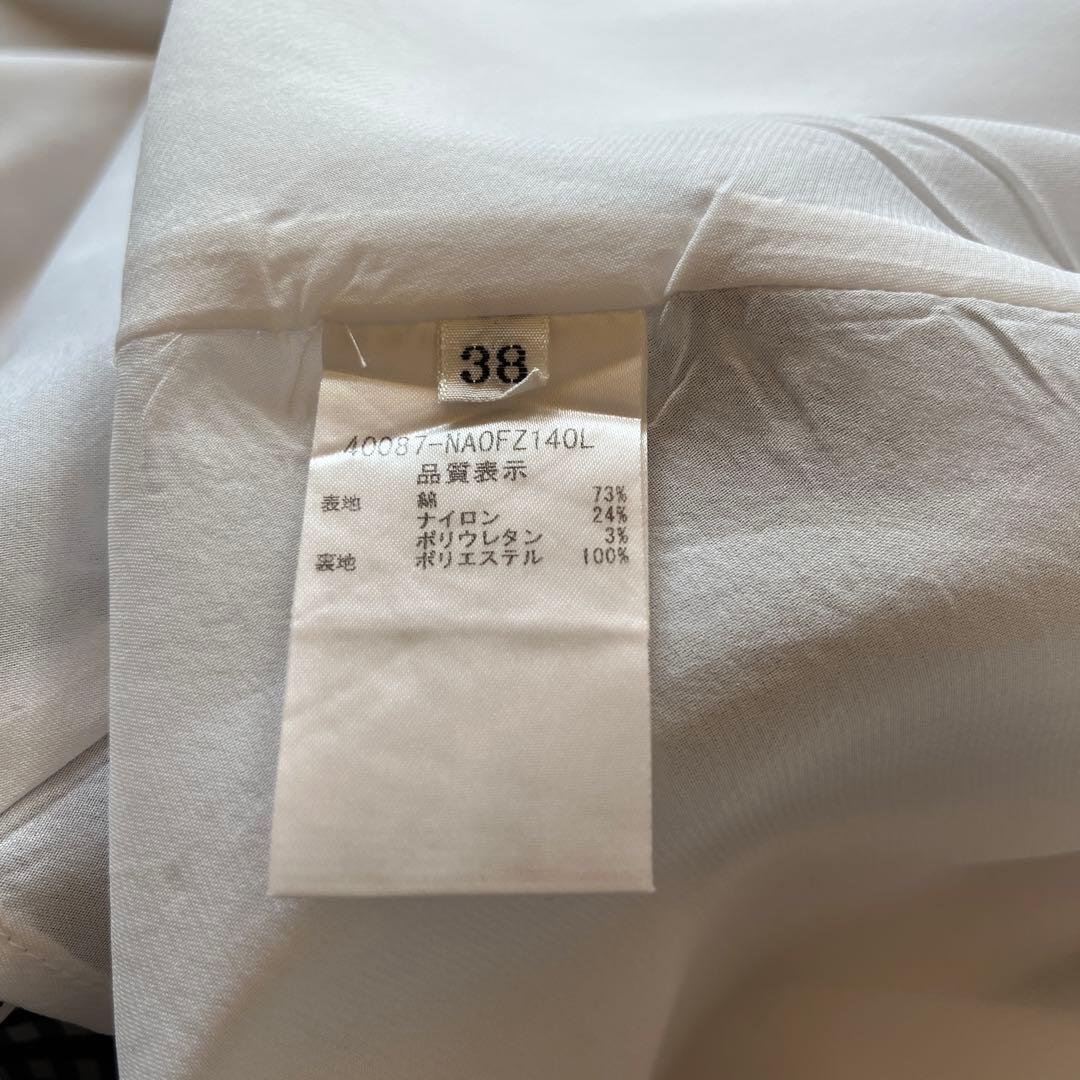 38
40087-NA0FZ140L
品質表示
表地 綿 73%
ナイロン 24%
ポリウレタン 3%
裏地 ポリエステル 100%